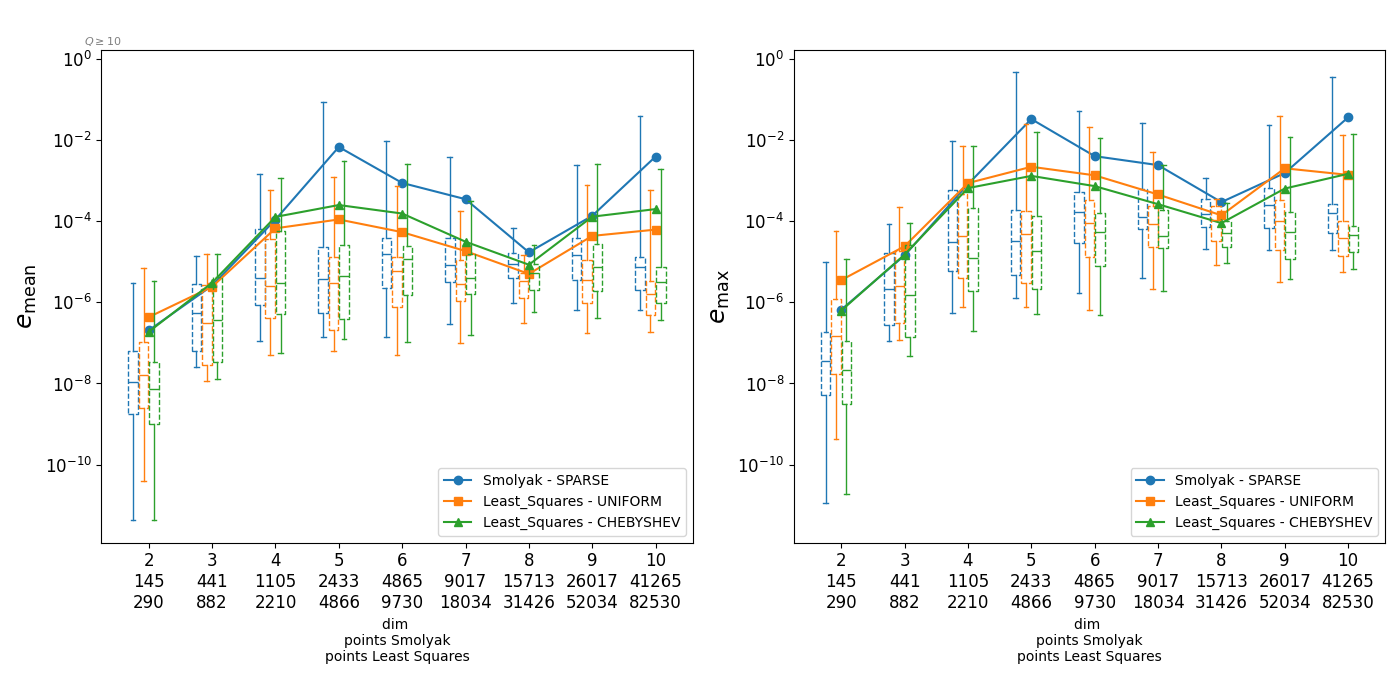 Q ≥ 10
10^0
10^−2
10^−4
10^−6
10^−8
10^−10
e_mean
Smolyak - SPARSE
Least_Squares - UNIFORM
Least_Squares - CHEBYSHEV
2 3 4 5 6 7 8 9 10
145 441 1105 2433 4865 9017 15713 26017 41265
290 882 2210 4866 9730 18034 31426 52034 82530
dim
points Smolyak
points Least Squares
10^0
10^−2
10^−4
10^−6
10^−8
10^−10
e_max
Smolyak - SPARSE
Least_Squares - UNIFORM
Least_Squares - CHEBYSHEV
2 3 4 5 6 7 8 9 10
145 441 1105 2433 4865 9017 15713 26017 41265
290 882 2210 4866 9730 18034 31426 52034 82530
dim
points Smolyak
points Least Squares